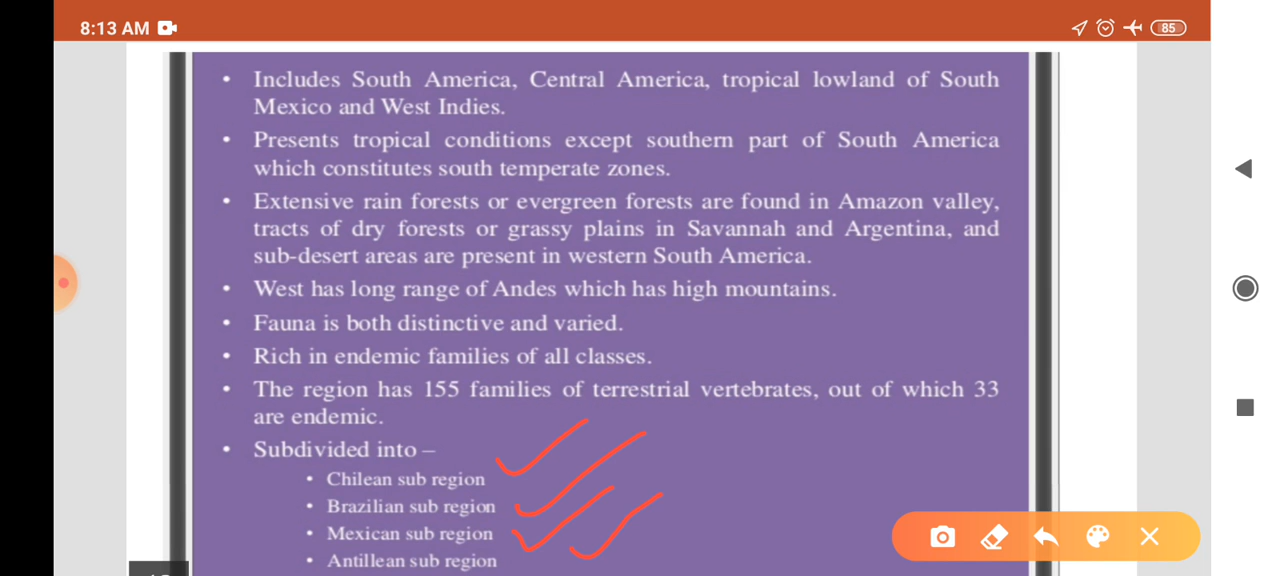 8:13 AM
85
• Includes South America, Central America, tropical lowland of South
Mexico and West Indies.
• Presents tropical conditions except southern part of South America
which constitutes south temperate zones.
• Extensive rain forests or evergreen forests are found in Amazon valley,
tracts of dry forests or grassy plains in Savannah and Argentina, and
sub-desert areas are present in western South America.
• West has long range of Andes which has high mountains.
• Fauna is both distinctive and varied.
• Rich in endemic families of all classes.
• The region has 155 families of terrestrial vertebrates, out of which 33
are endemic.
• Subdivided into –
• Chilean sub region
• Brazilian sub region
• Mexican sub region
• Antillean sub region